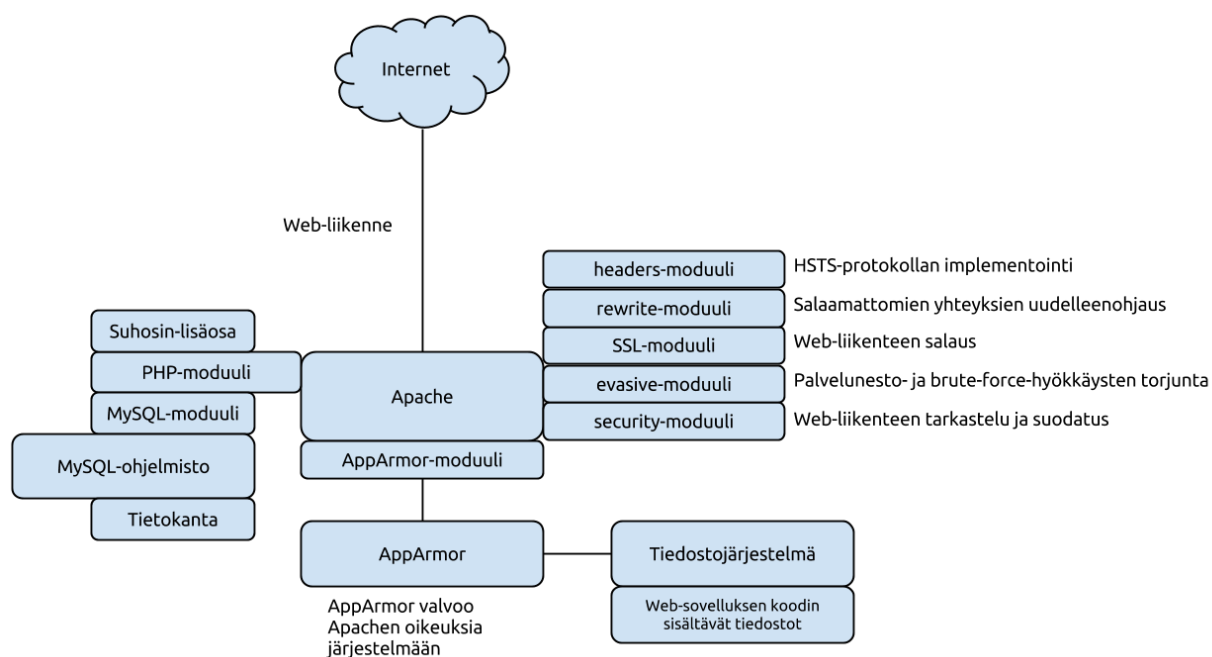 Internet
Web-liikenne
headers-moduuli
HSTS-protokollan implementointi
rewrite-moduuli
Salaamattomien yhteyksien uudelleenohjaus
SSL-moduuli
Web-liikenteen salaus
evasive-moduuli
Palvelunesto- ja brute-force-hyökkäysten torjunta
security-moduuli
Web-liikenteen tarkastelu ja suodatus
Suhosin-lisäosa
PHP-moduuli
MySQL-moduuli
MySQL-ohjelmisto
Tietokanta
Apache
AppArmor-moduuli
AppArmor
AppArmor valvoo
Apachen oikeuksia
järjestelmään
Tiedostojärjestelmä
Web-sovelluksen koodin
sisältävät tiedostot